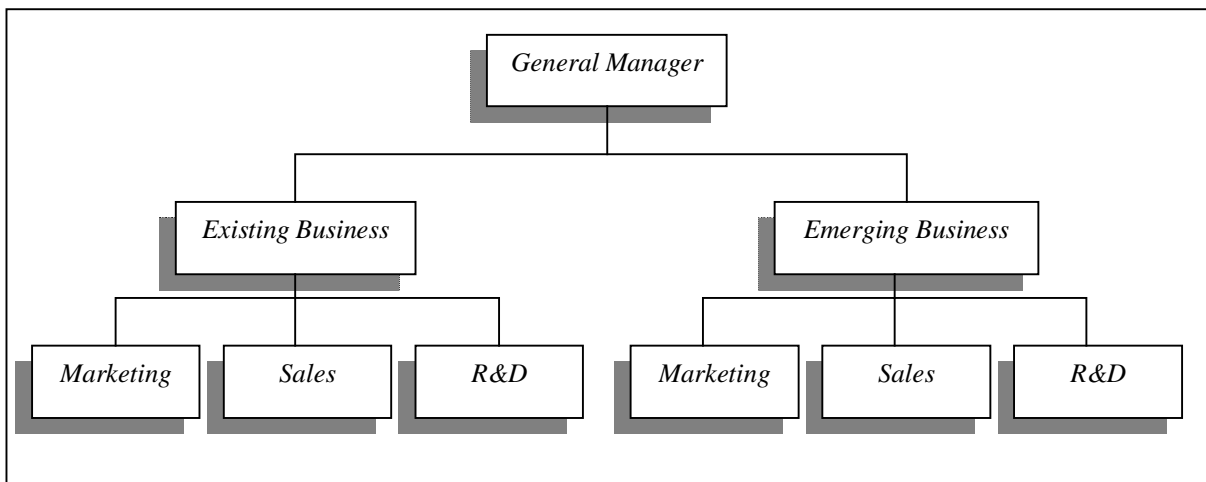 General Manager
Existing Business
Emerging Business
Marketing
Sales
R&D
Marketing
Sales
R&D